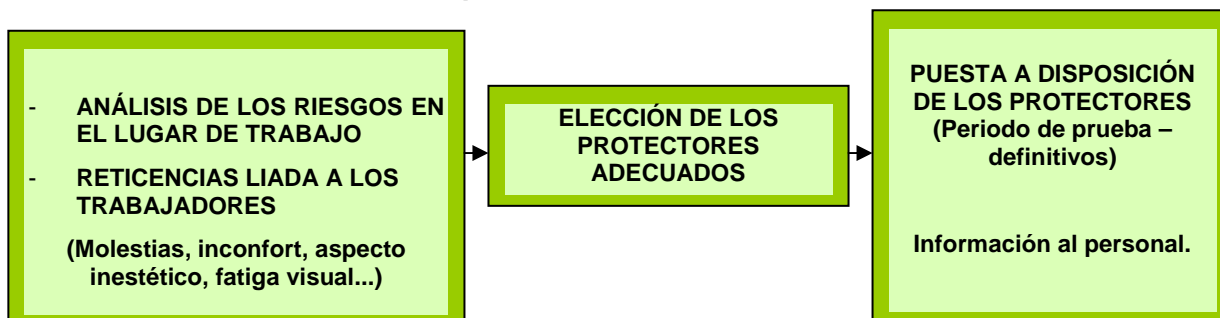 - ANÁLISIS DE LOS RIESGOS EN
EL LUGAR DE TRABAJO
- RETICENCIAS LIADA A LOS
TRABAJADORES
(Molestias, inconfort, aspecto
inestético, fatiga visual...)
ELECCIÓN DE LOS
PROTECTORES
ADECUADOS
PUESTA A DISPOSICIÓN
DE LOS PROTECTORES
(Periodo de prueba –
definitivos)
Información al personal.